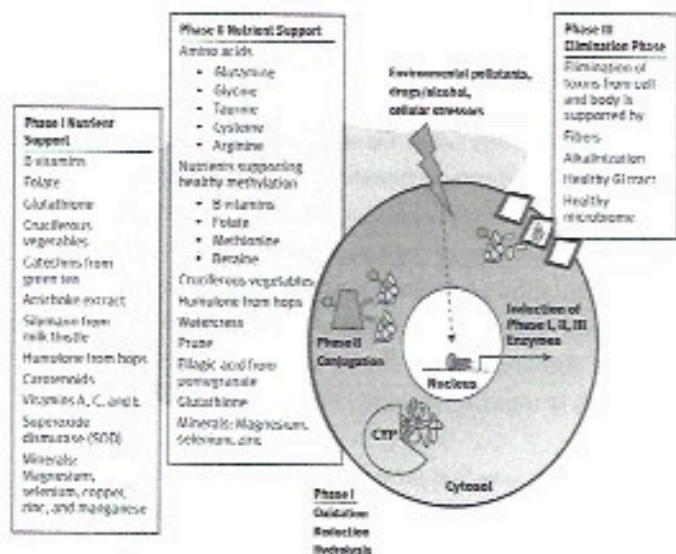 Phase I Nutrient
Support
B vitamins
Folate
Glutathione
Cruciferous
vegetables
Catechins from
green tea
Artichoke extract
Silymarin from
milk thistle
Humulone from hops
Carotenoids
Vitamins A, C, and E
Superoxide
dismutase (SOD)
Minerals:
Magnesium,
selenium, copper,
zinc, and manganese
Phase II Nutrient Support
Amino acids
• Glutamine
• Glycine
• Taurine
• Cysteine
• Arginine
Nutrients supporting
healthy methylation
• B vitamins
• Folate
• Methionine
• Betaine
Cruciferous vegetables
Humulone from hops
Watercress
Prune
Ellagic acid from
pomegranate
Glutathione
Minerals: Magnesium,
selenium, zinc
Environmental pollutants,
drugs/alcohol,
cellular stressors
Phase III
Elimination Phase
Elimination of
toxins from cell
and body is
supported by:
Fibers
Alkalinization
Healthy GI tract
Healthy
microbiome
Phase II
Conjugation
Induction of
Phase I, II, III
Enzymes
Nucleus
CYP
Cytosol
Phase I
Oxidation
Reduction
Hydrolysis